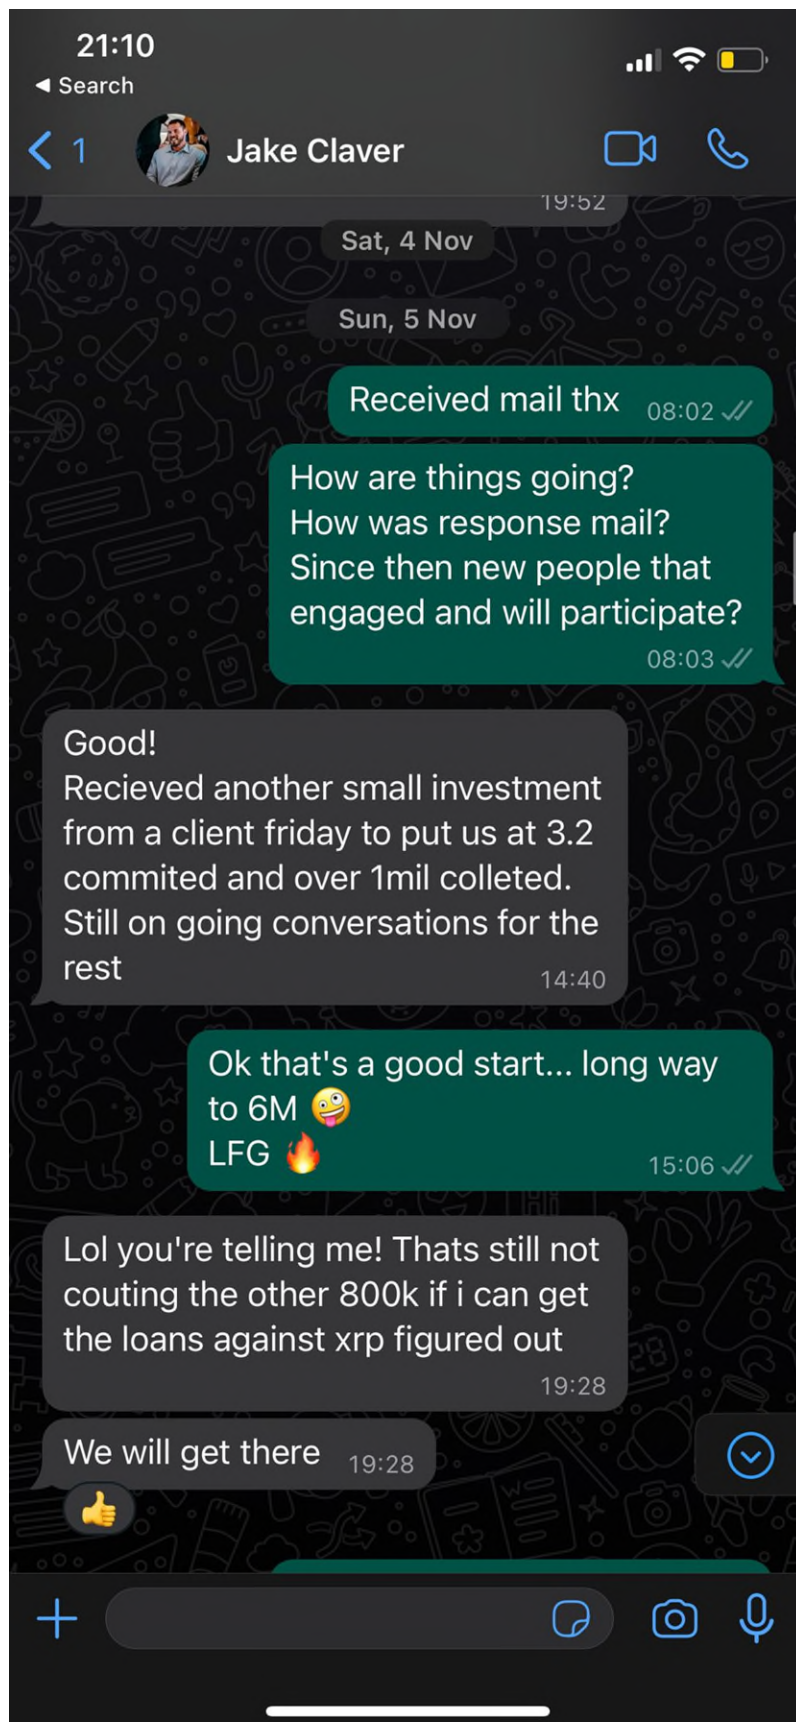 21:10
◀ Search
1
Jake Claver
19:52
Sat, 4 Nov
Sun, 5 Nov
Received mail thx 08:02
How are things going?
How was response mail?
Since then new people that
engaged and will participate?
08:03
Good!
Recieved another small investment
from a client friday to put us at 3.2
commited and over 1mil colleted.
Still on going conversations for the
rest
14:40
Ok that's a good start... long way
to 6M 🤪
LFG 🔥
15:06
Lol you're telling me! Thats still not
couting the other 800k if i can get
the loans against xrp figured out
19:28
We will get there 19:28
👍